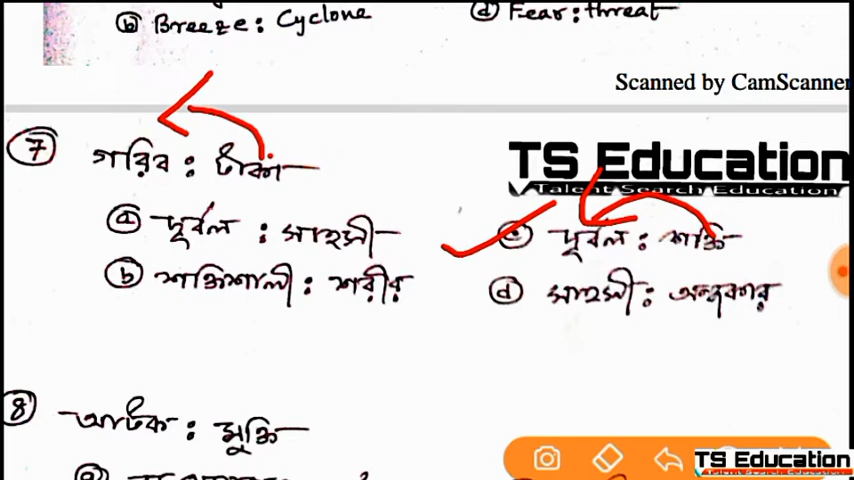 ⓑ Breeze : Cyclone ⓓ Fear : threat
Scanned by CamScanner
⑦ গরিব : টাকা
TS Education
Talent Search Education
ⓐ দূর্বল : সাহসী ⓒ দূর্বল : শক্তি
ⓑ শক্তিশালী : শরীর ⓓ সাহসী : অন্ধকার
⑧ আটক : মুক্তি
TS Education